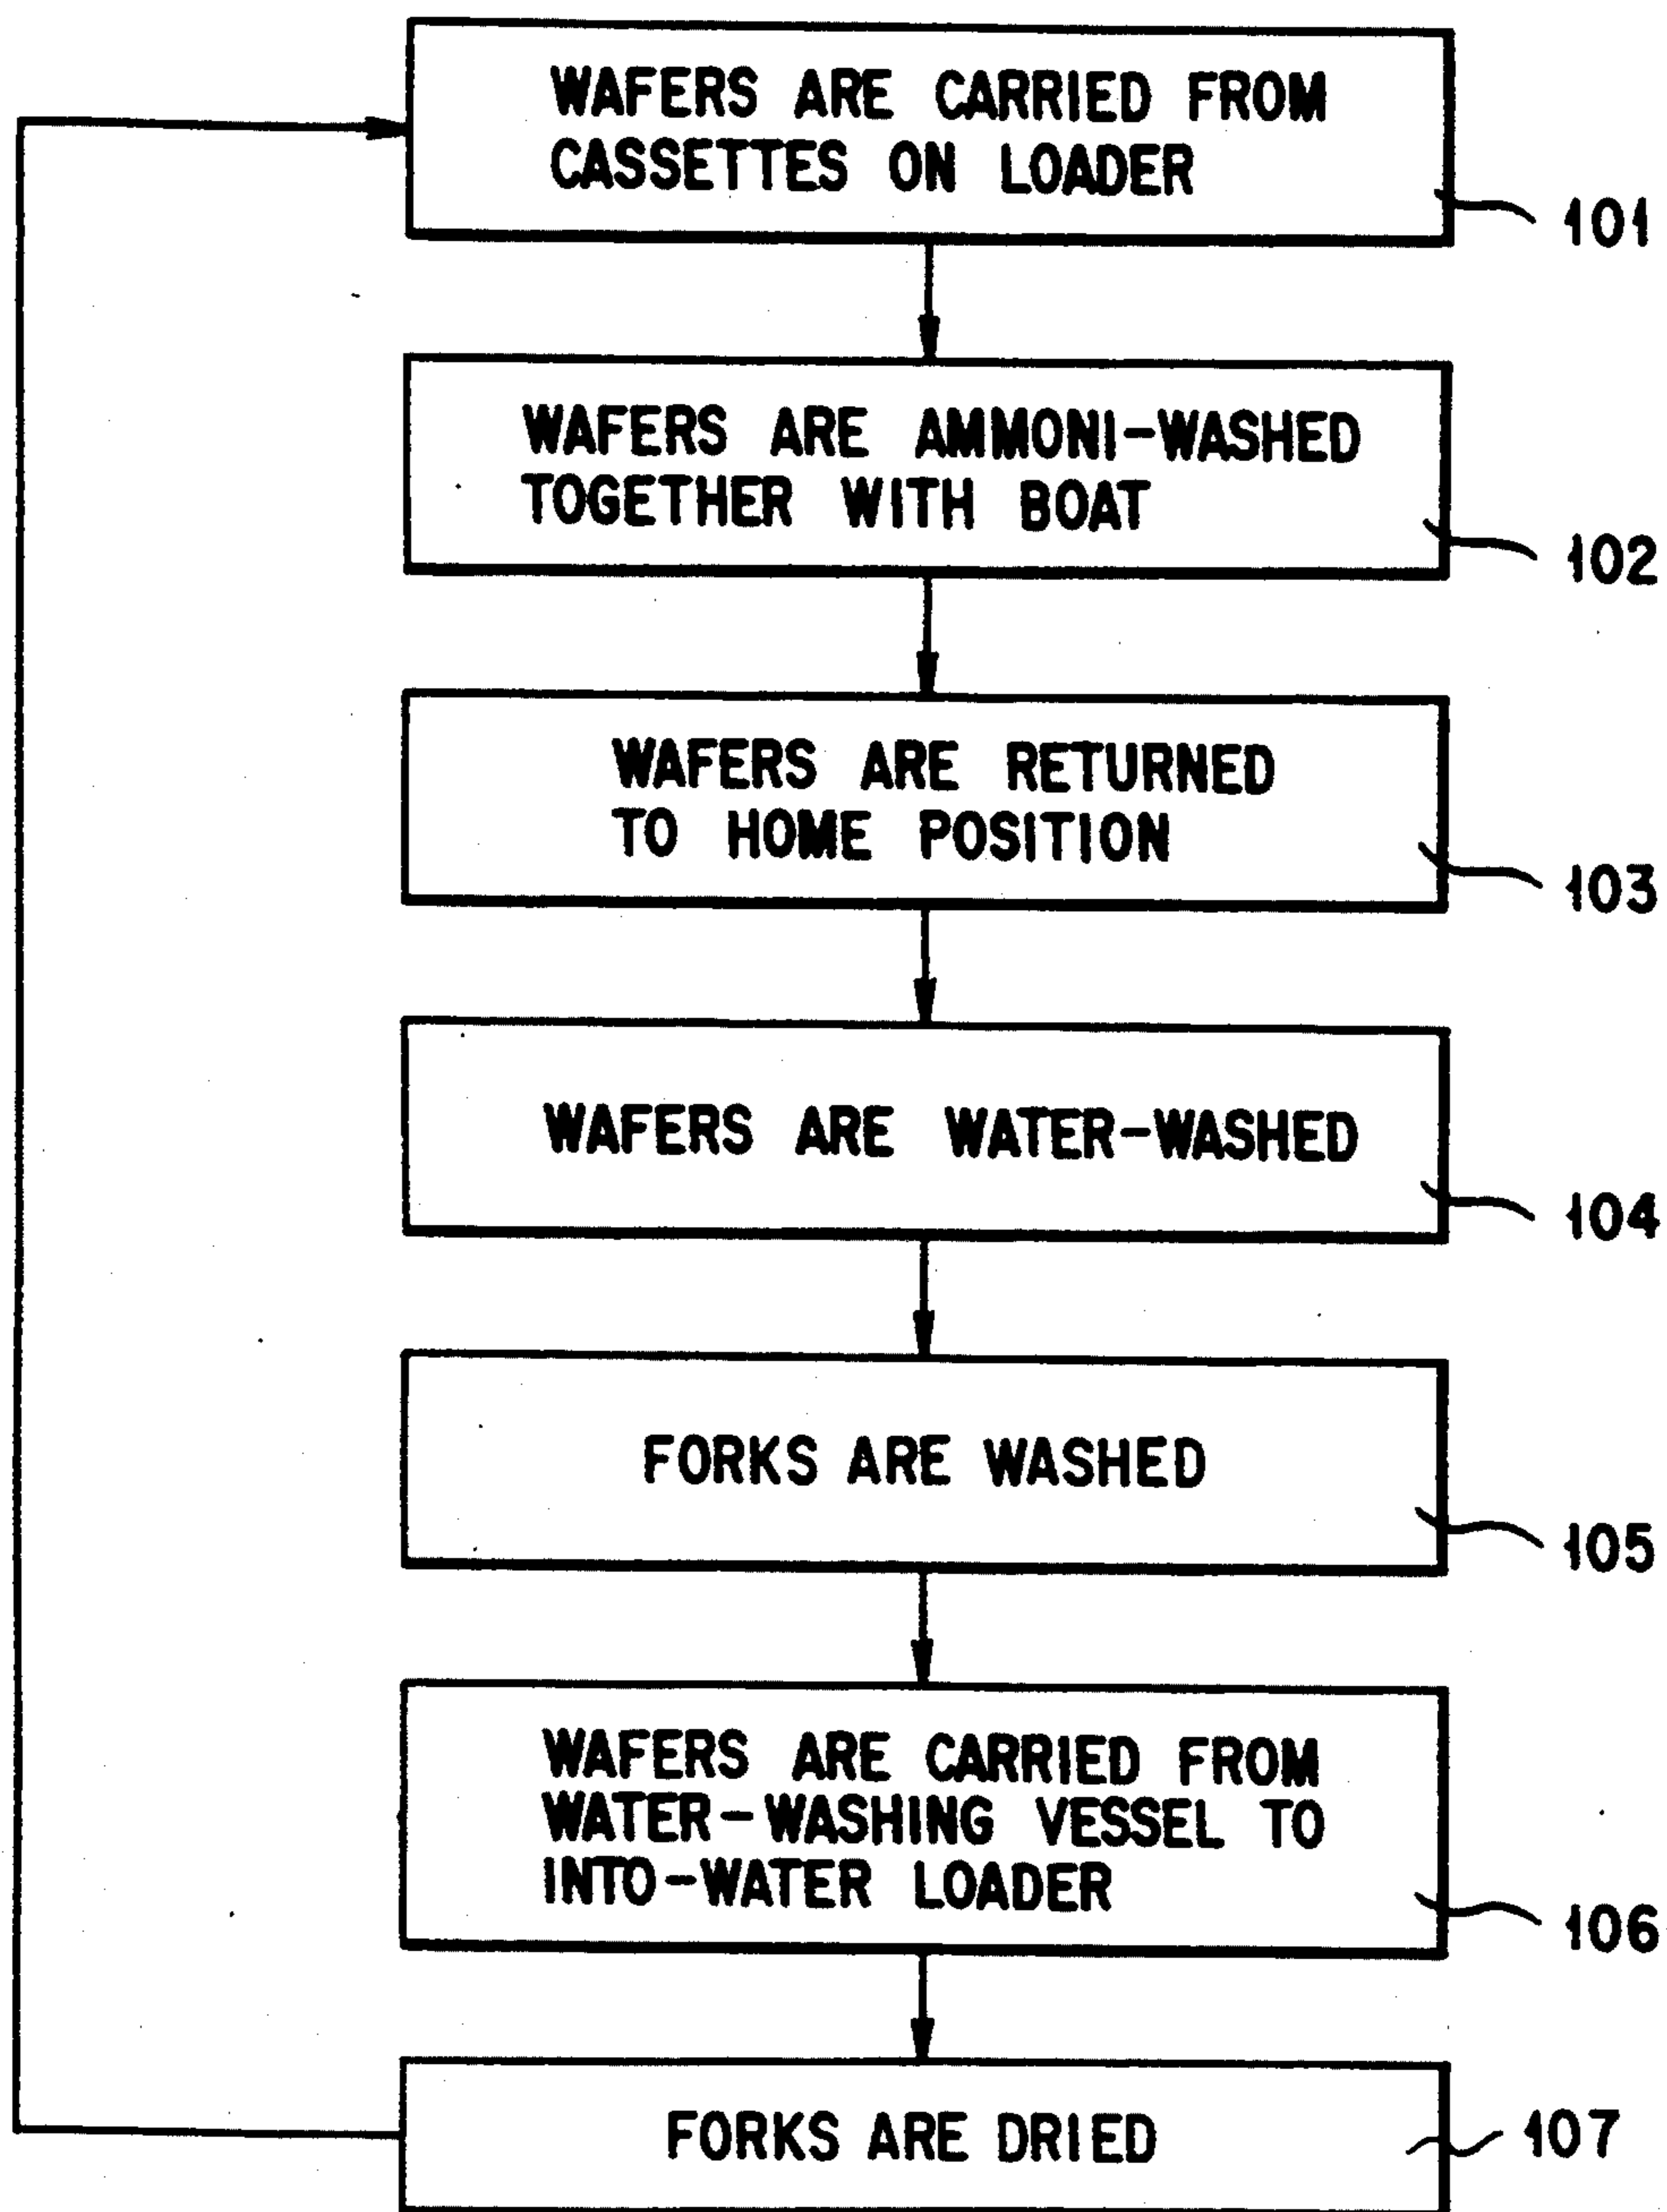 WAFERS ARE CARRIED FROM
CASSETTES ON LOADER
101
WAFERS ARE AMMONI-WASHED
TOGETHER WITH BOAT
102
WAFERS ARE RETURNED
TO HOME POSITION
103
WAFERS ARE WATER-WASHED
104
FORKS ARE WASHED
105
WAFERS ARE CARRIED FROM
WATER-WASHING VESSEL TO
INTO-WATER LOADER
106
FORKS ARE DRIED
107